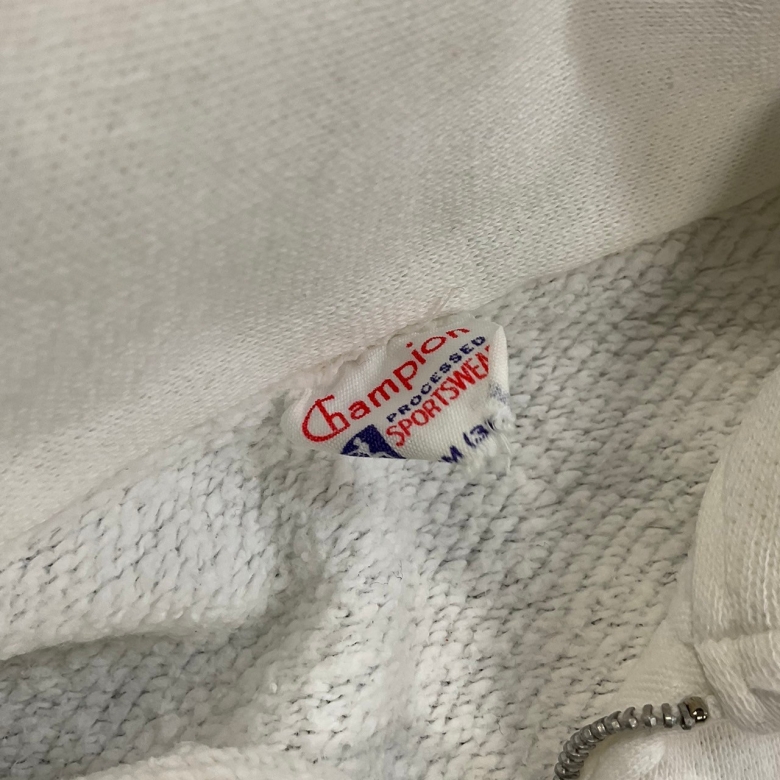 Champion
PROCESSED
SPORTSWEA
M (3